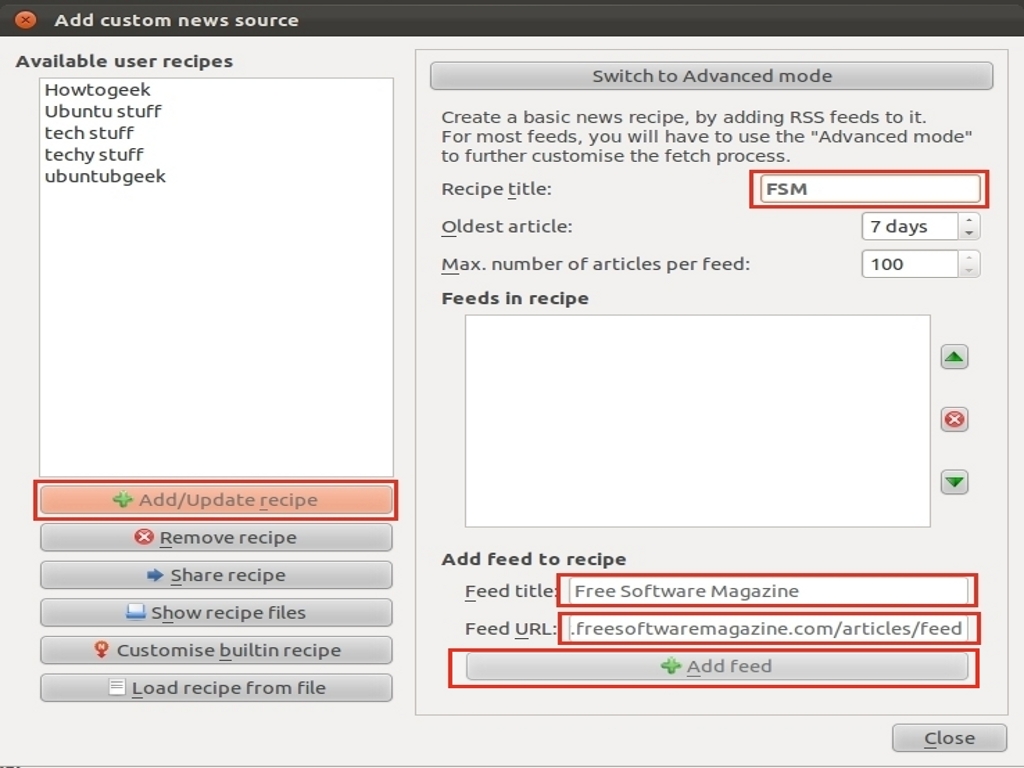 Add custom news source
Available user recipes
Howtogeek
Ubuntu stuff
tech stuff
techy stuff
ubuntubgeek
Add/Update recipe
Remove recipe
Share recipe
Show recipe files
Customise builtin recipe
Load recipe from file
Switch to Advanced mode
Create a basic news recipe, by adding RSS feeds to it.
For most feeds, you will have to use the "Advanced mode"
to further customise the fetch process.
Recipe title: FSM
Oldest article: 7 days
Max. number of articles per feed: 100
Feeds in recipe
Add feed to recipe
Feed title: Free Software Magazine
Feed URL: .freesoftwaremagazine.com/articles/feed
Add feed
Close